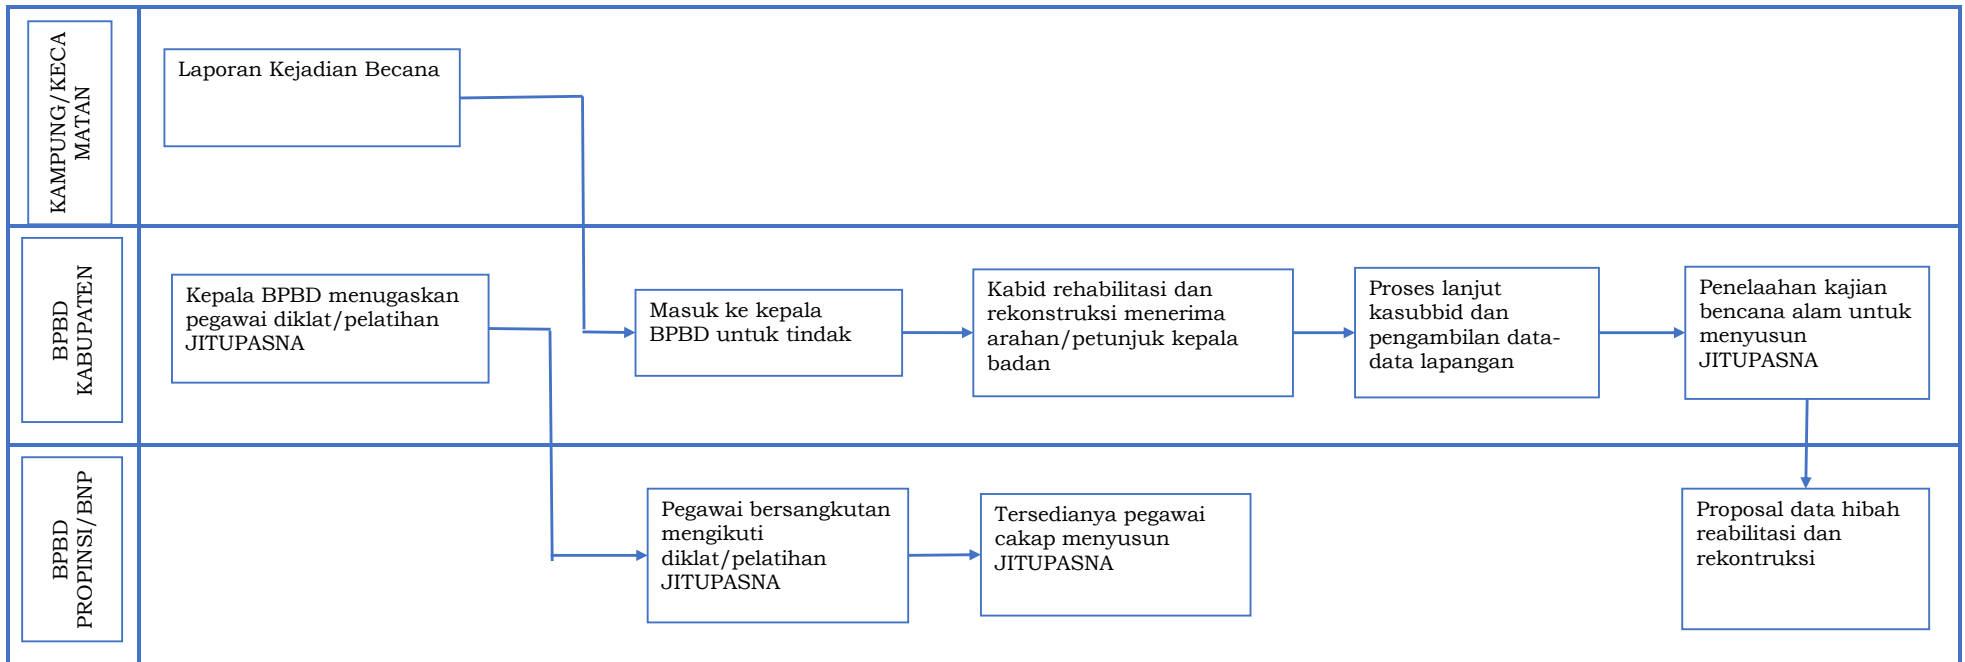 KAMPUNG/KECA
MATAN
Laporan Kejadian Becana
BPBD
KABUPATEN
Kepala BPBD menugaskan
pegawai diklat/pelatihan
JITUPASNA
Masuk ke kepala
BPBD untuk tindak
Kabid rehabilitasi dan
rekonstruksi menerima
arahan/petunjuk kepala
badan
Proses lanjut
kasubbid dan
pengambilan data-
data lapangan
Penelaahan kajian
bencana alam untuk
menyusun
JITUPASNA
BPBD
PROPINSI/BNP
Pegawai bersangkutan
mengikuti
diklat/pelatihan
JITUPASNA
Tersedianya pegawai
cakap menyusun
JITUPASNA
Proposal data hibah
reabilitasi dan
rekontruksi